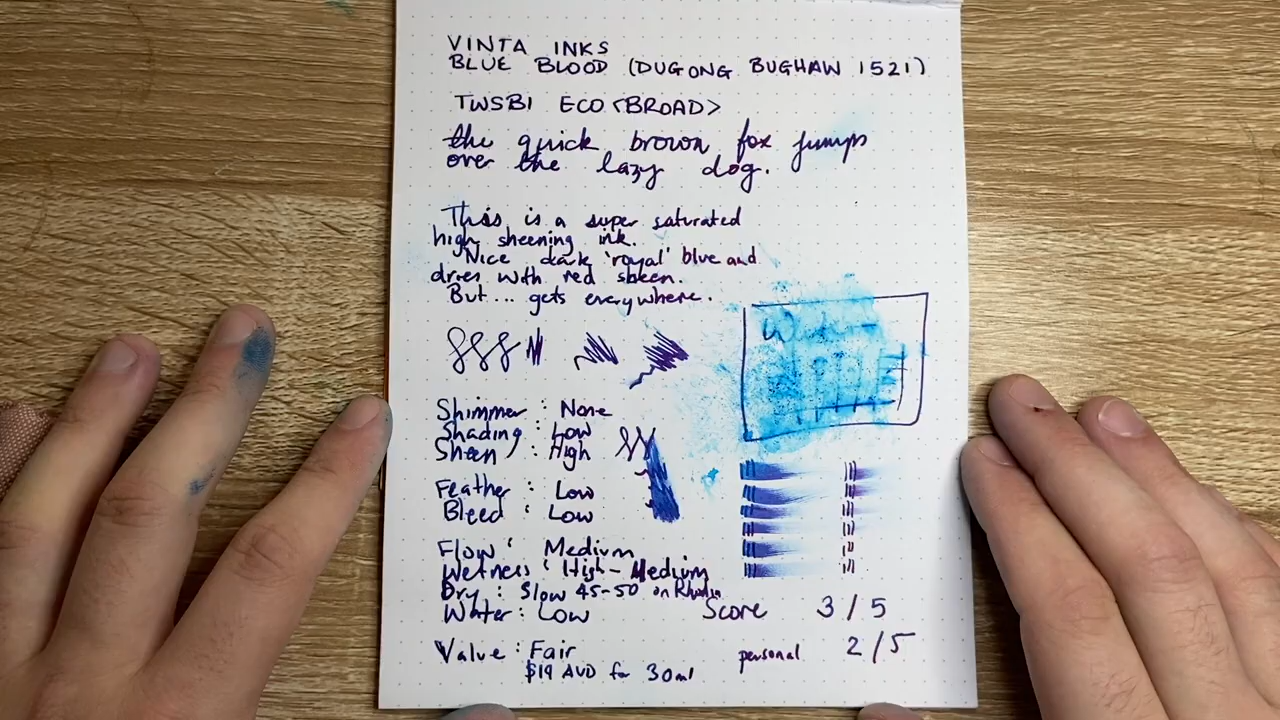 VINTA INKS
BLUE BLOOD (DUGONG BUGHAW 1521)
TWSBI ECO <BROAD>
the quick brown fox jumps
over the lazy dog.
This is a super saturated
high sheening ink.
Nice dark 'royal' blue and
dries with red sheen.
But... gets everywhere.
Shimmer : None
Shading : Low
Sheen : High
Feather : Low
Bleed : Low
Flow : Medium
Wetness : High-Medium
Dry : Slow 45-50 on Rhodia
Water : Low
Score 3/5
Value : Fair
$19 AUD for 30ml
personal 2/5